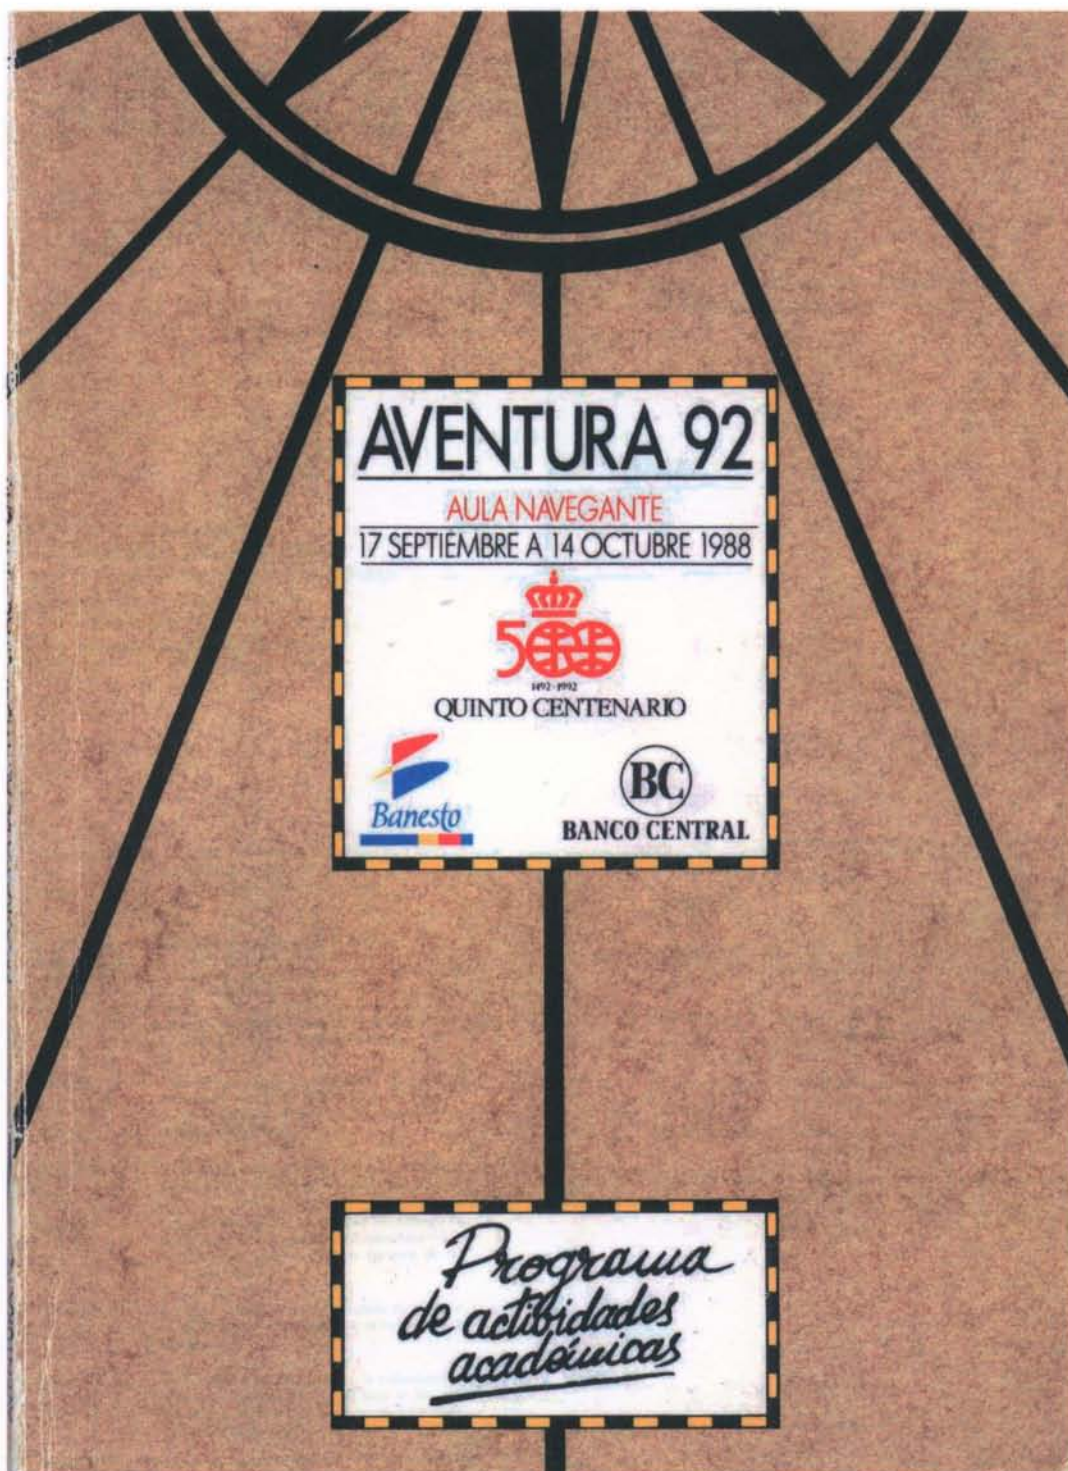 AVENTURA 92
AULA NAVEGANTE
17 SEPTIEMBRE A 14 OCTUBRE 1988
500
1492-1992
QUINTO CENTENARIO
Banesto
BC
BANCO CENTRAL
Programa
de actibidades
académicas